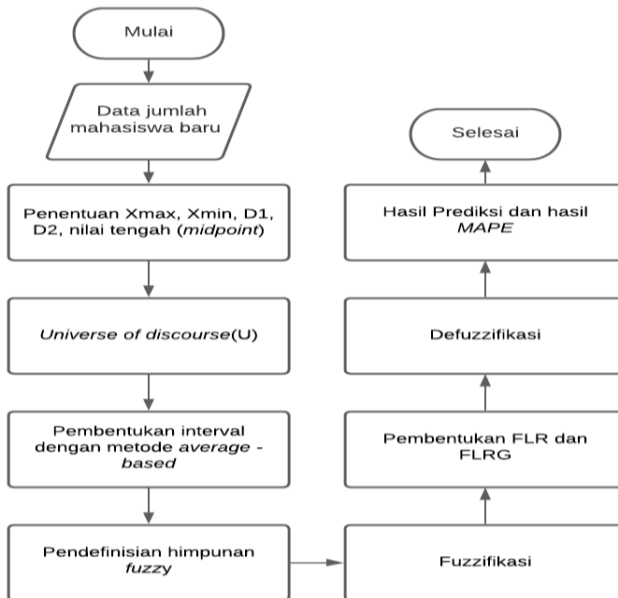 Mulai
Data jumlah
mahasiswa baru
Penentuan Xmax, Xmin, D1,
D2, nilai tengah (midpoint)
Universe of discourse(U)
Pembentukan interval
dengan metode average -
based
Pendefinisian himpunan
fuzzy
Fuzzifikasi
Pembentukan FLR dan
FLRG
Defuzzifikasi
Hasil Prediksi dan hasil
MAPE
Selesai